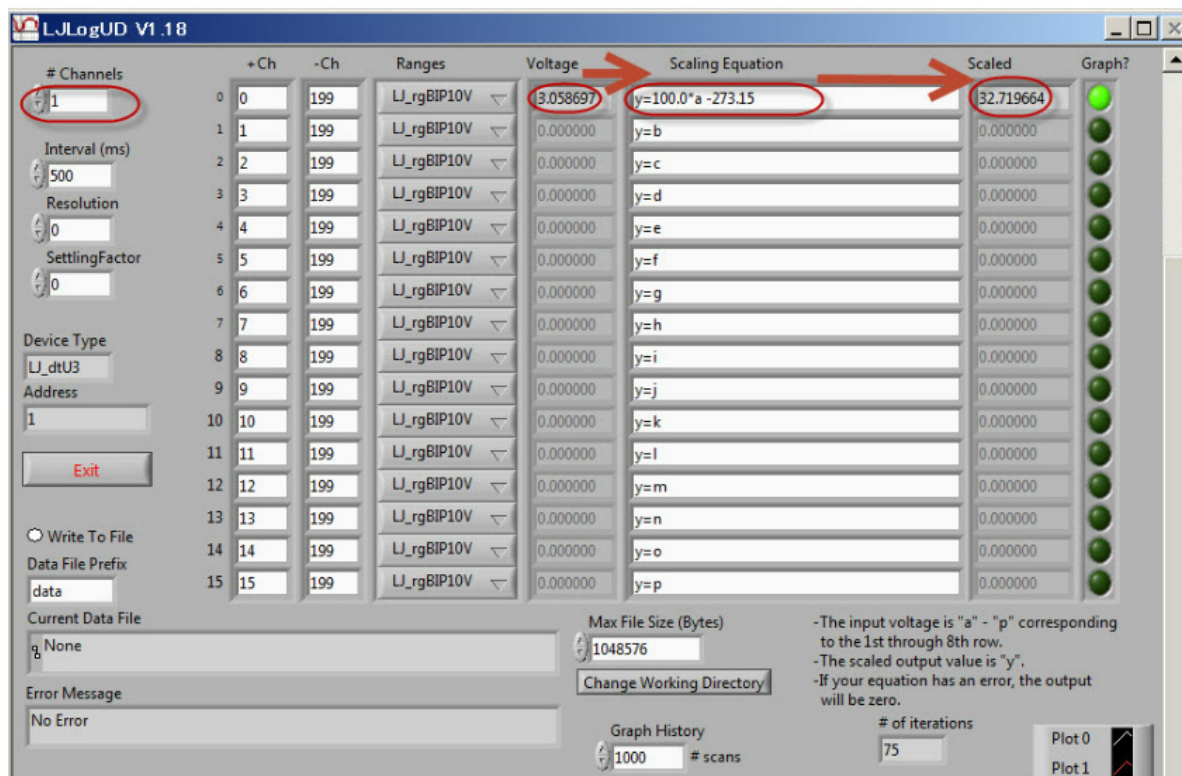 LJLogUD V1.18
# Channels
1
Interval (ms)
500
Resolution
0
SettlingFactor
0
Device Type
LJ_dtU3
Address
1
Exit
Write To File
Data File Prefix
data
+Ch -Ch Ranges Voltage Scaling Equation Scaled Graph?
0 0 199 LJ_rgBIP10V 3.058697 y=100.0*a -273.15 32.719664
1 1 199 LJ_rgBIP10V 0.000000 y=b 0.000000
2 2 199 LJ_rgBIP10V 0.000000 y=c 0.000000
3 3 199 LJ_rgBIP10V 0.000000 y=d 0.000000
4 4 199 LJ_rgBIP10V 0.000000 y=e 0.000000
5 5 199 LJ_rgBIP10V 0.000000 y=f 0.000000
6 6 199 LJ_rgBIP10V 0.000000 y=g 0.000000
7 7 199 LJ_rgBIP10V 0.000000 y=h 0.000000
8 8 199 LJ_rgBIP10V 0.000000 y=i 0.000000
9 9 199 LJ_rgBIP10V 0.000000 y=j 0.000000
10 10 199 LJ_rgBIP10V 0.000000 y=k 0.000000
11 11 199 LJ_rgBIP10V 0.000000 y=l 0.000000
12 12 199 LJ_rgBIP10V 0.000000 y=m 0.000000
13 13 199 LJ_rgBIP10V 0.000000 y=n 0.000000
14 14 199 LJ_rgBIP10V 0.000000 y=o 0.000000
15 15 199 LJ_rgBIP10V 0.000000 y=p 0.000000
Current Data File
None
Error Message
No Error
Max File Size (Bytes)
1048576
Change Working Directory
Graph History
1000 # scans
-The input voltage is "a" - "p" corresponding
to the 1st through 8th row.
-The scaled output value is "y".
-If your equation has an error, the output
will be zero.
# of iterations
75
Plot 0
Plot 1